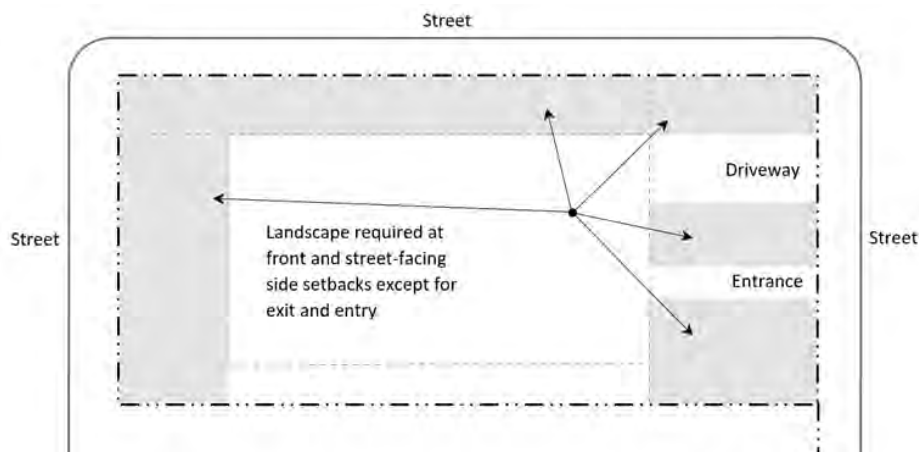 Street
Driveway
Street
Landscape required at
front and street-facing
side setbacks except for
exit and entry
Street
Entrance